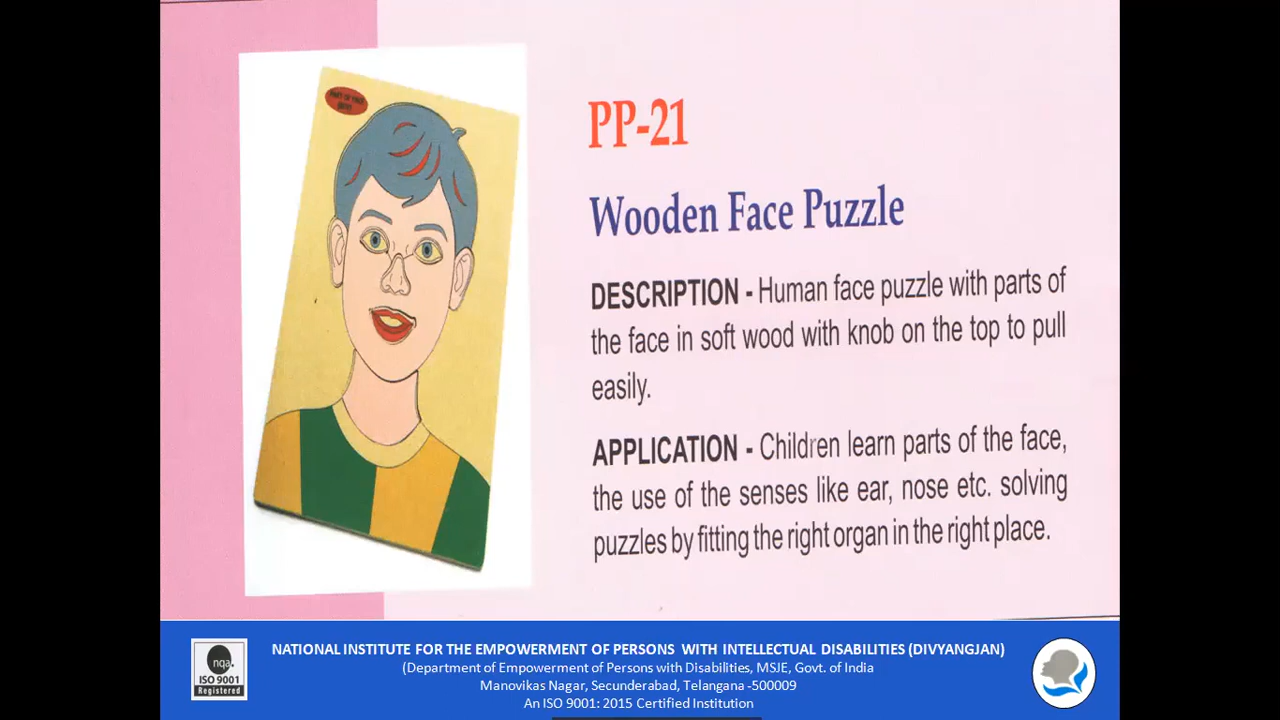 PP-21
Wooden Face Puzzle
DESCRIPTION - Human face puzzle with parts of
the face in soft wood with knob on the top to pull
easily.
APPLICATION - Children learn parts of the face,
the use of the senses like ear, nose etc. solving
puzzles by fitting the right organ in the right place.
nqa.
ISO 9001
Registered
NATIONAL INSTITUTE FOR THE EMPOWERMENT OF PERSONS WITH INTELLECTUAL DISABILITIES (DIVYANGJAN)
(Department of Empowerment of Persons with Disabilities, MSJE, Govt. of India
Manovikas Nagar, Secunderabad, Telangana -500009
An ISO 9001: 2015 Certified Institution